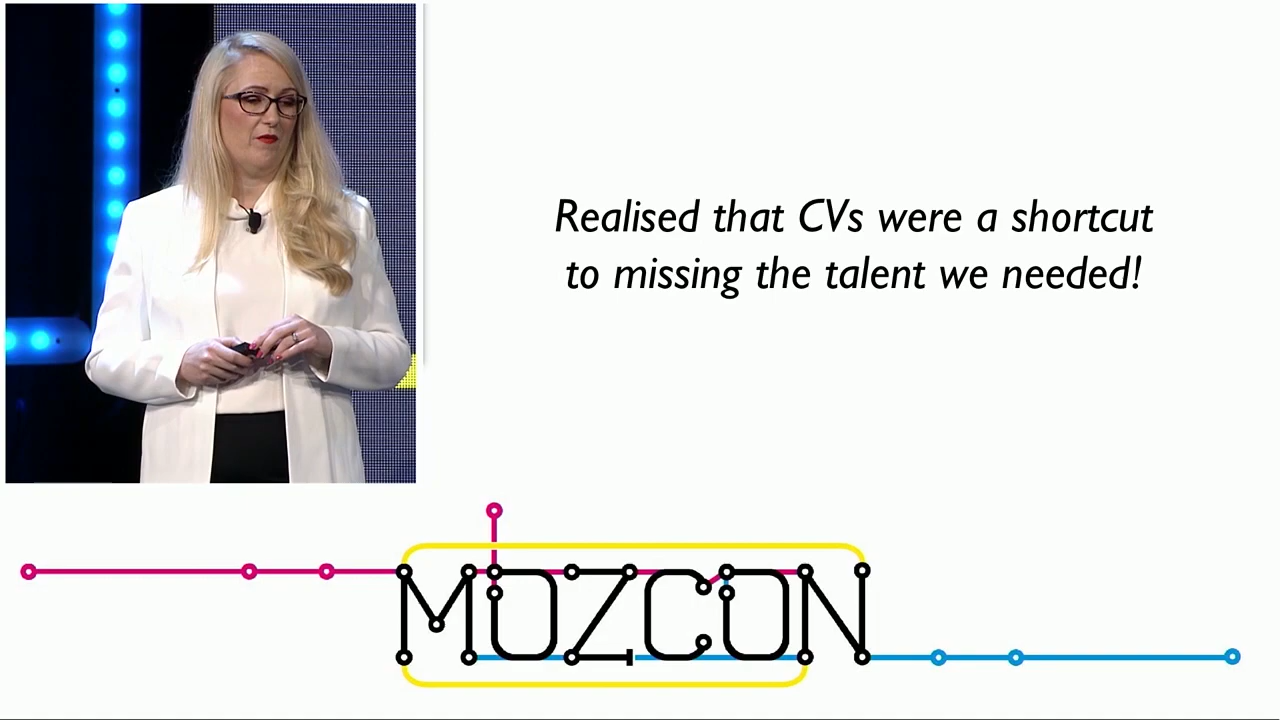 Realised that CVs were a shortcut
to missing the talent we needed!
MOZCON